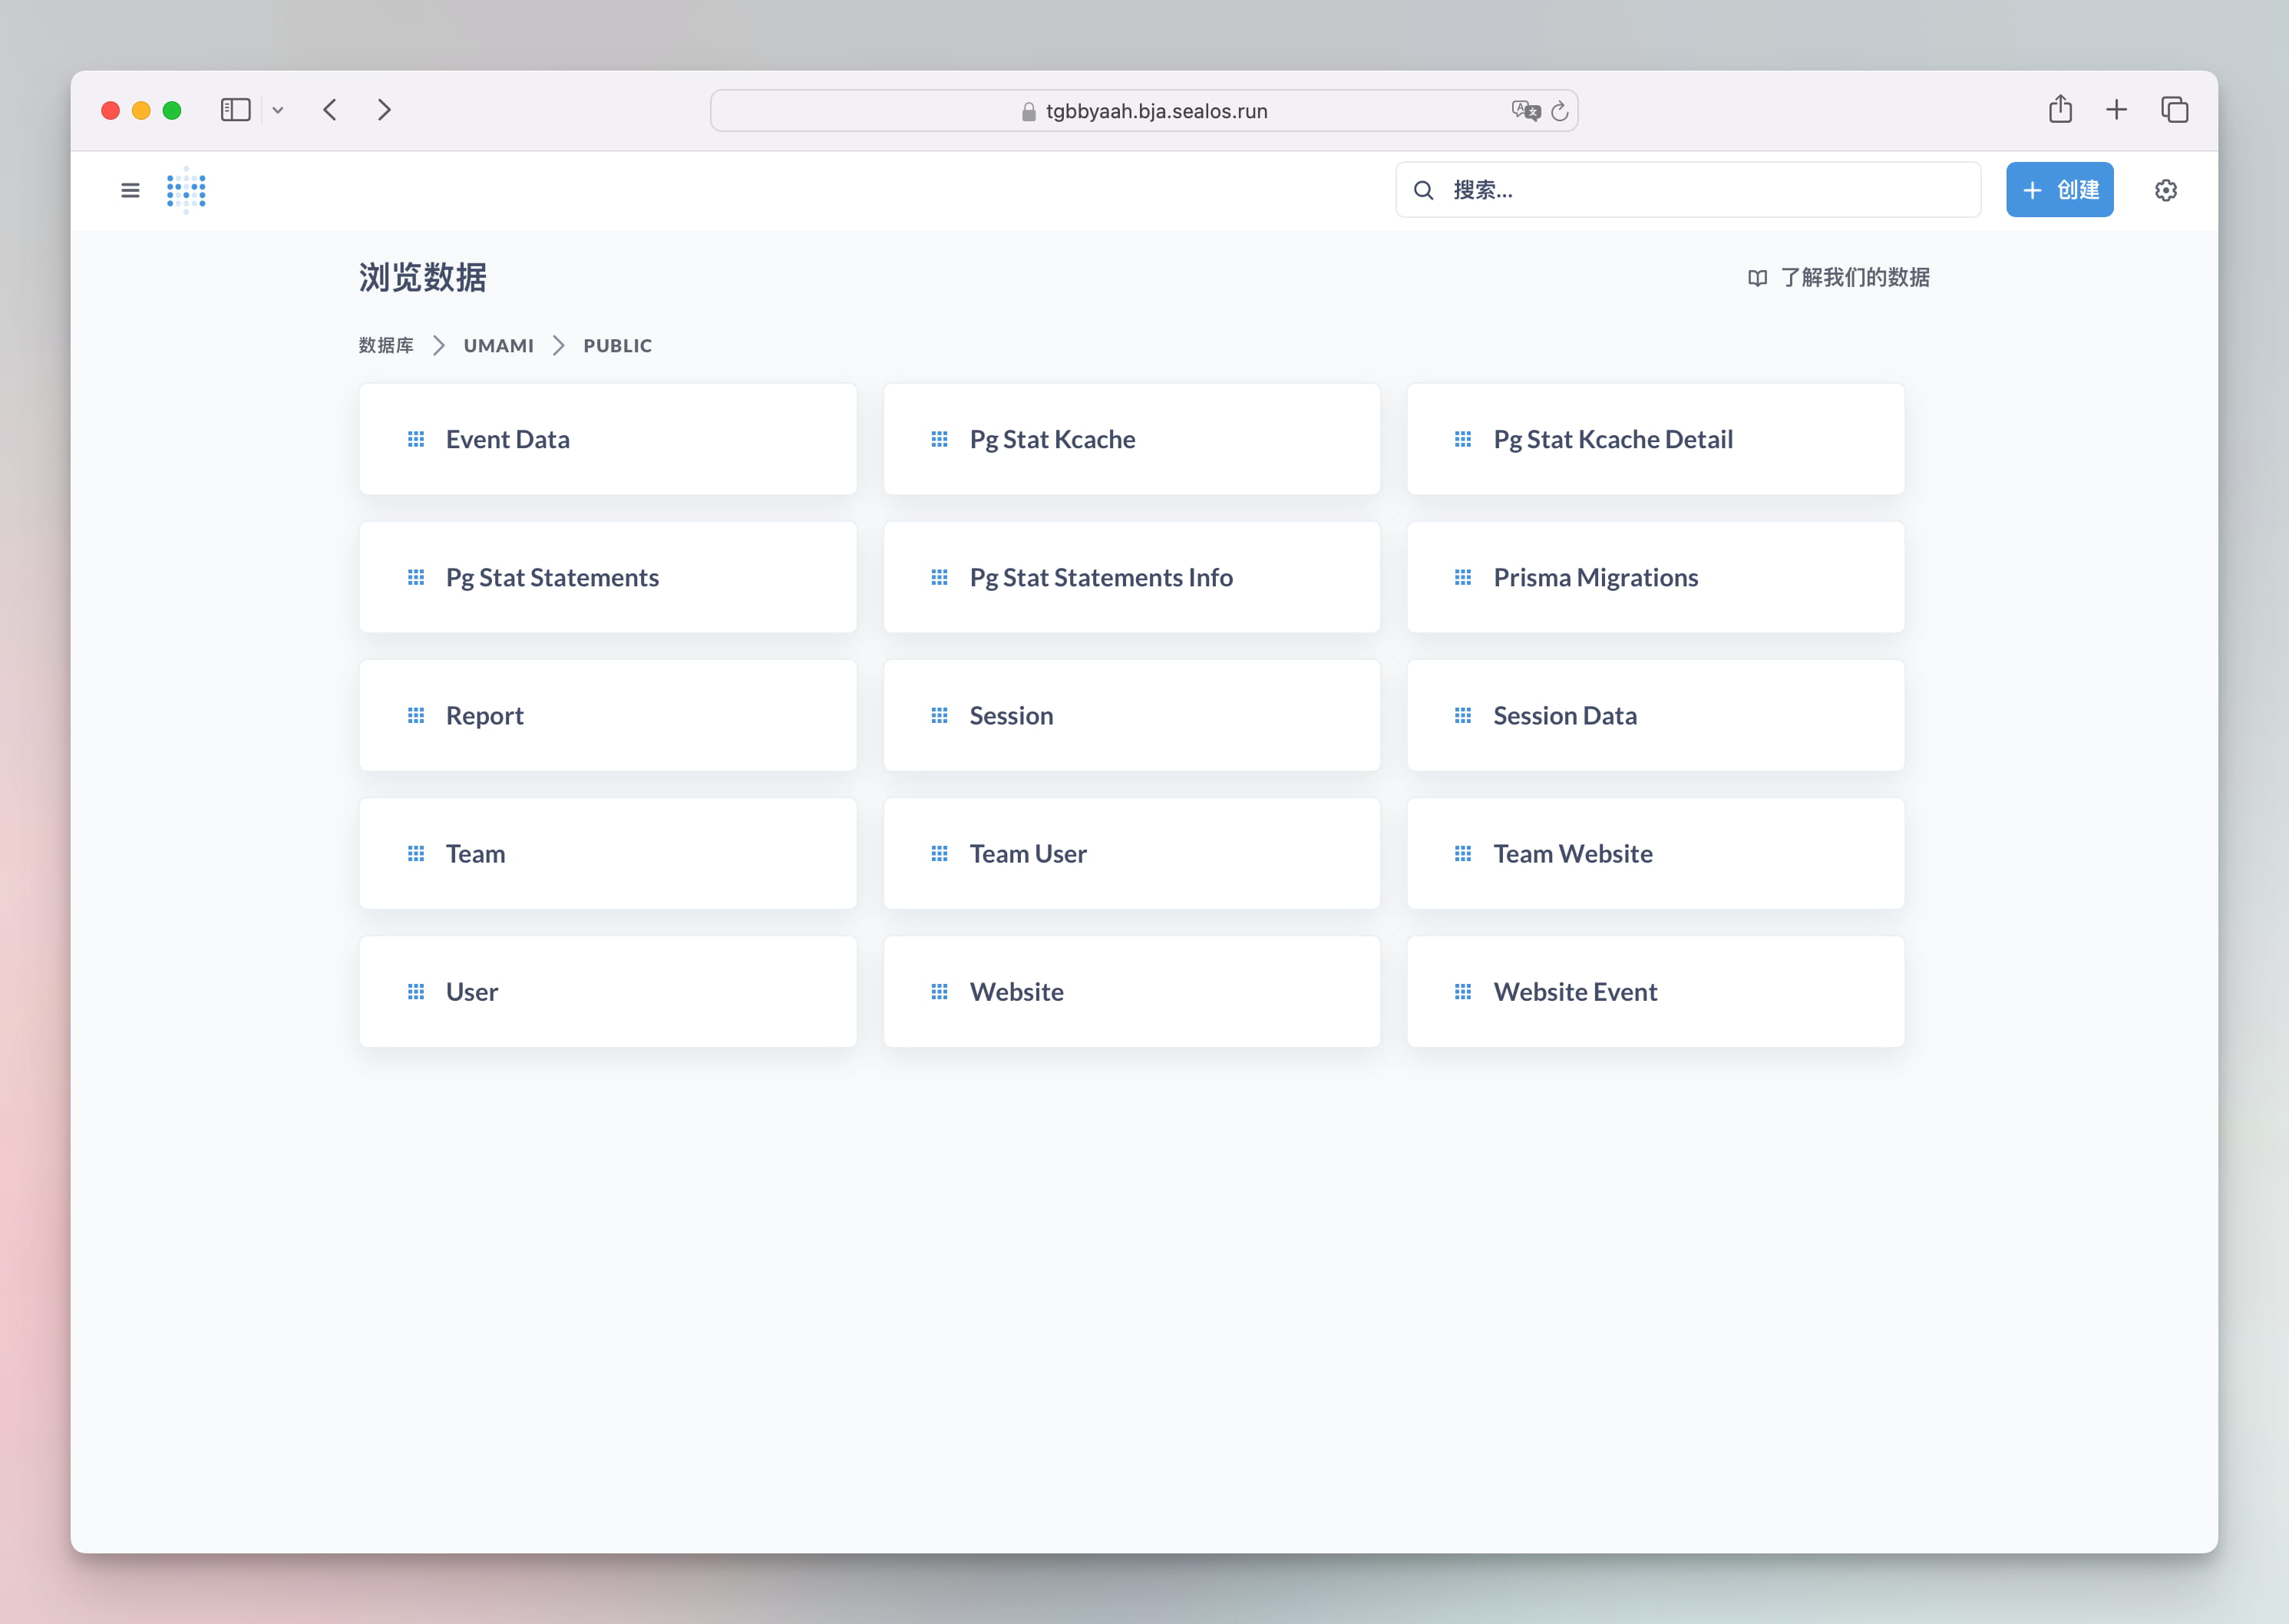 tgbbyaah.bja.sealos.run
搜索...
创建
浏览数据
了解我们的数据
数据库 UMAMI PUBLIC
Event Data
Pg Stat Kcache
Pg Stat Kcache Detail
Pg Stat Statements
Pg Stat Statements Info
Prisma Migrations
Report
Session
Session Data
Team
Team User
Team Website
User
Website
Website Event